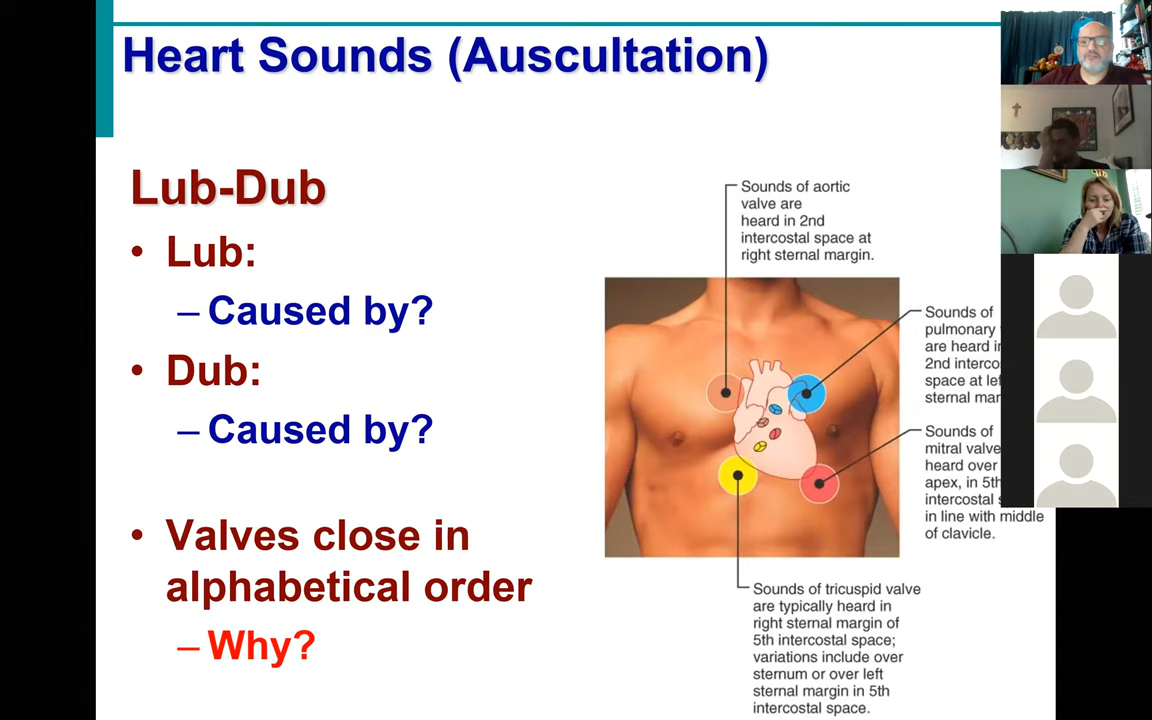 Heart Sounds (Auscultation)
Lub-Dub
• Lub:
– Caused by?
• Dub:
– Caused by?
• Valves close in
alphabetical order
– Why?
Sounds of aortic
valve are
heard in 2nd
intercostal space at
right sternal margin.
Sounds of
pulmonary
are heard
2nd
space at
sternal
Sounds of
mitral valve
heard over
apex, in 5th
intercostal
in line with middle
of clavicle.
Sounds of tricuspid valve
are typically heard in
right sternal margin of
5th intercostal space;
variations include over
sternum or over left
sternal margin in 5th
intercostal space.